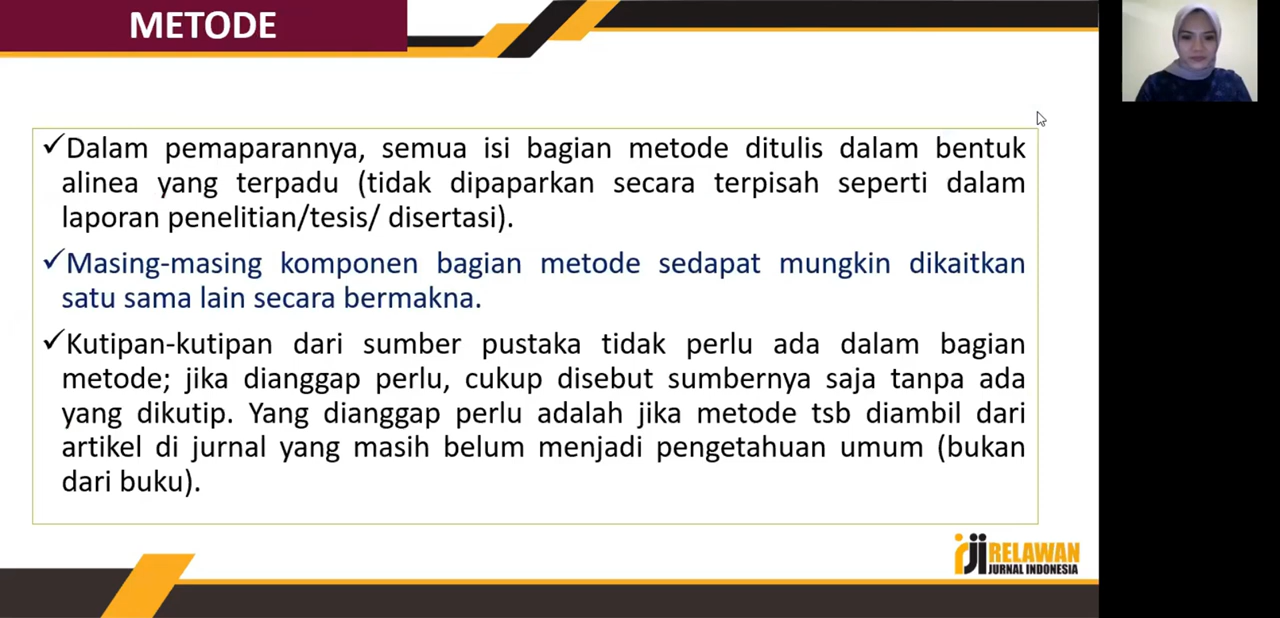 METODE
✓Dalam pemaparannya, semua isi bagian metode ditulis dalam bentuk
alinea yang terpadu (tidak dipaparkan secara terpisah seperti dalam
laporan penelitian/tesis/ disertasi).
✓Masing-masing komponen bagian metode sedapat mungkin dikaitkan
satu sama lain secara bermakna.
✓Kutipan-kutipan dari sumber pustaka tidak perlu ada dalam bagian
metode; jika dianggap perlu, cukup disebut sumbernya saja tanpa ada
yang dikutip. Yang dianggap perlu adalah jika metode tsb diambil dari
artikel di jurnal yang masih belum menjadi pengetahuan umum (bukan
dari buku).
rji RELAWAN
JURNAL INDONESIA